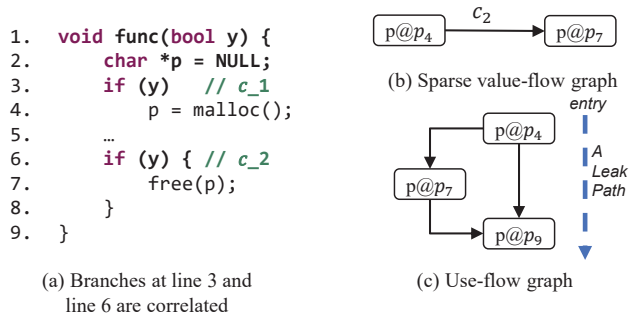 1. void func(bool y) {
2. char *p = NULL;
3. if (y) // c_1
4. p = malloc();
5. …
6. if (y) { // c_2
7. free(p);
8. }
9. }
(a) Branches at line 3 and
line 6 are correlated
p@p₄
c₂
p@p₇
(b) Sparse value-flow graph
entry
p@p₄
p@p₇
p@p₉
A
Leak
Path
(c) Use-flow graph